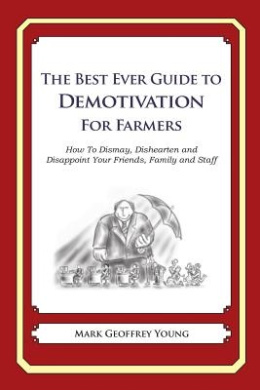 THE BEST EVER GUIDE TO
DEMOTIVATION
FOR FARMERS
How To Dismay, Dishearten and
Disappoint Your Friends, Family and Staff
MARK GEOFFREY YOUNG